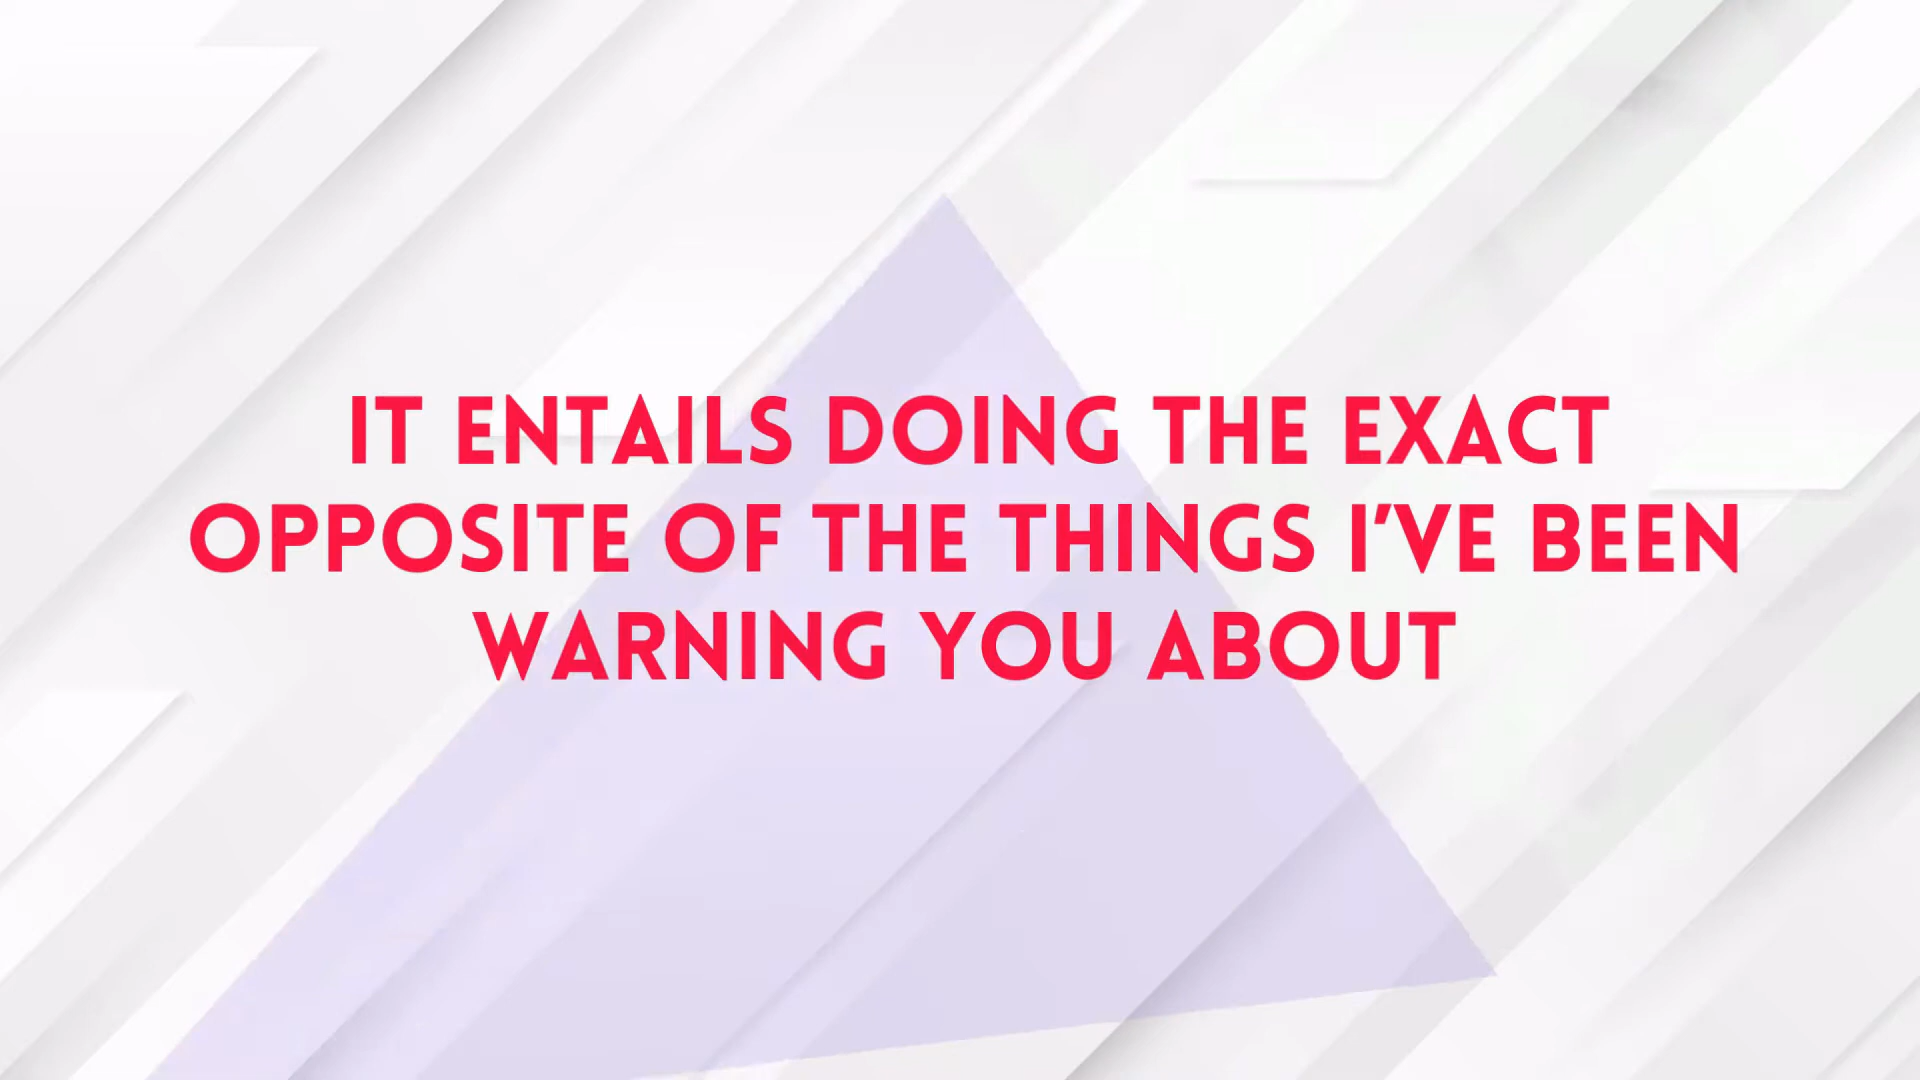 IT ENTAILS DOING THE EXACT
OPPOSITE OF THE THINGS I'VE BEEN
WARNING YOU ABOUT